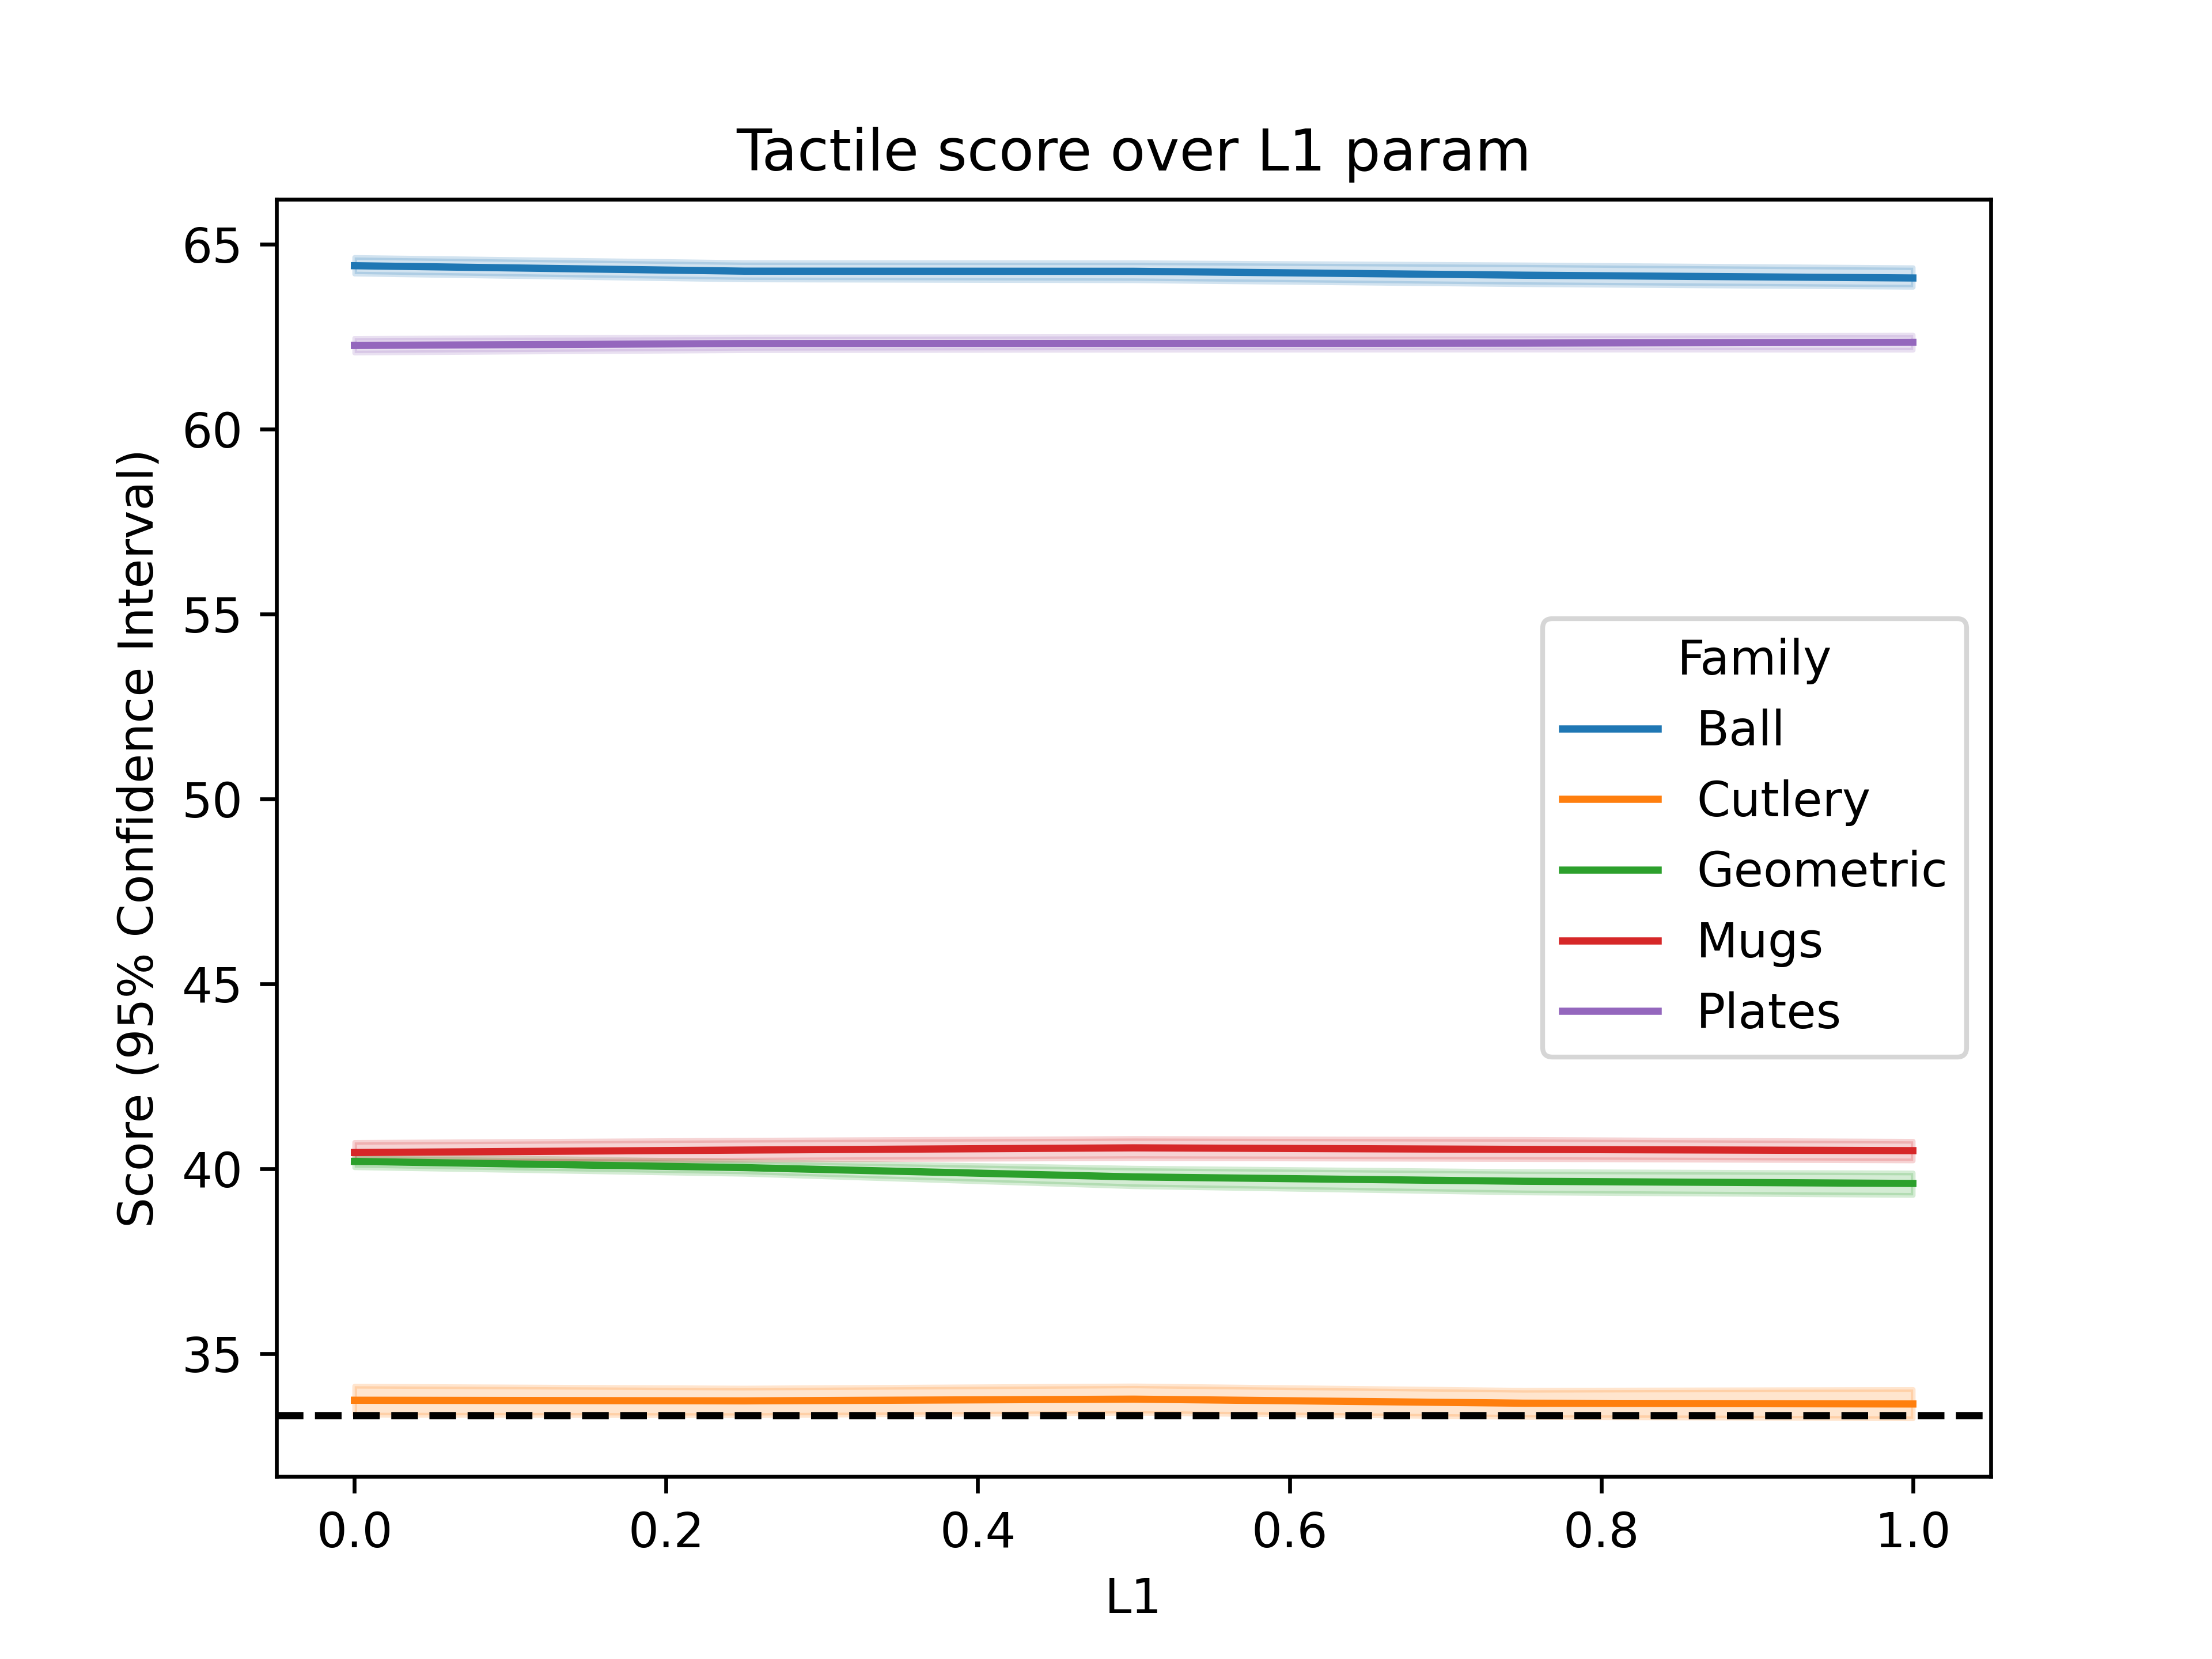 Tactile score over L1 param
Score (95% Confidence Interval)
65
60
55
50
45
40
35
Family
Ball
Cutlery
Geometric
Mugs
Plates
0.0 0.2 0.4 0.6 0.8 1.0
L1